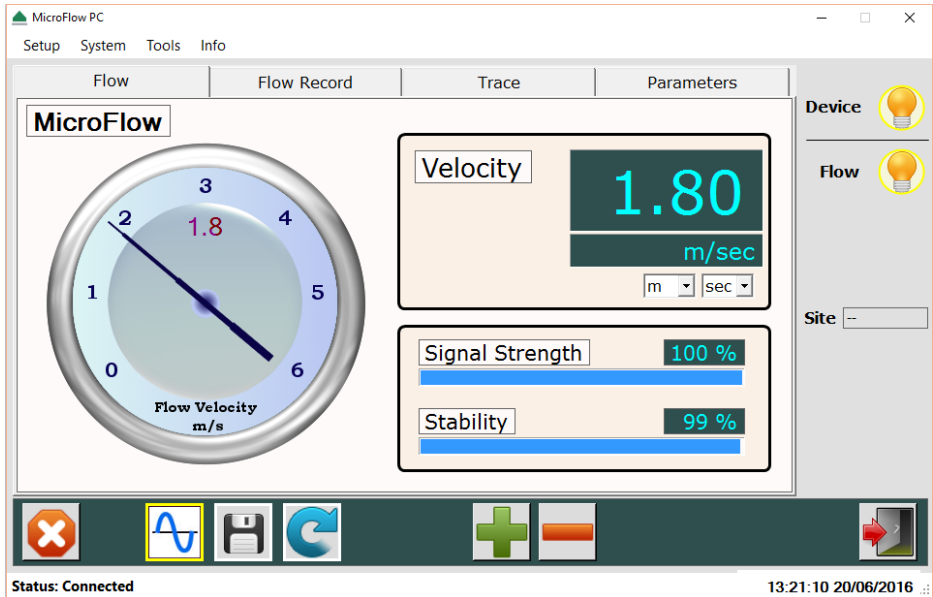 MicroFlow PC
Setup System Tools Info
Flow Flow Record Trace Parameters
MicroFlow
0
1
2
3
4
5
6
1.8
Flow Velocity
m/s
Velocity
1.80
m/sec
m sec
Signal Strength 100 %
Stability 99 %
Device
Flow
Site --
Status: Connected 13:21:10 20/06/2016